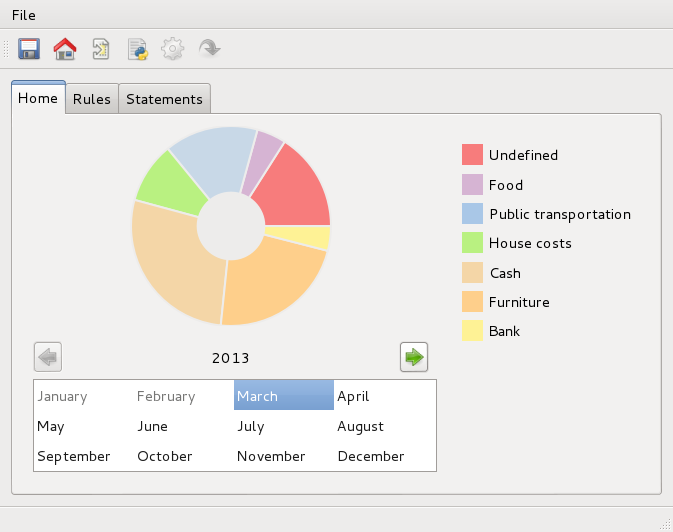 File
Home Rules Statements
Undefined
Food
Public transportation
House costs
Cash
Furniture
Bank
2013
January February March April
May June July August
September October November December